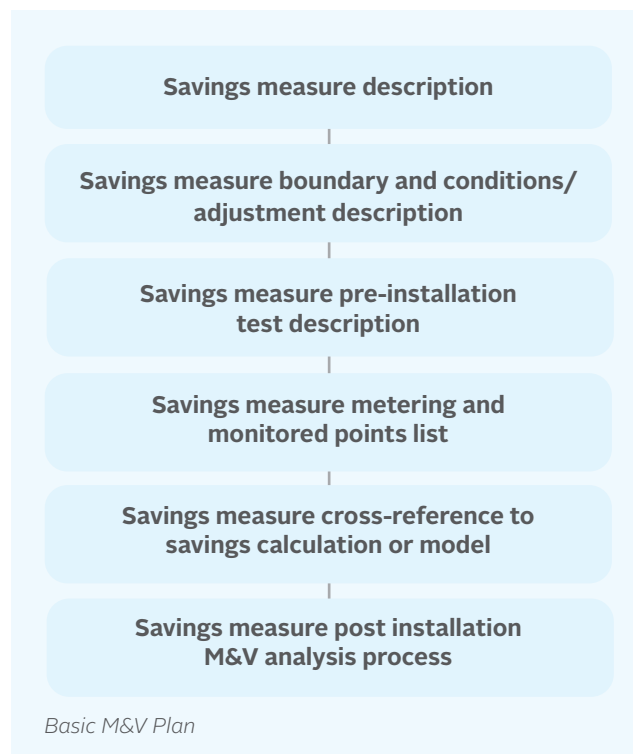 Savings measure description
Savings measure boundary and conditions/
adjustment description
Savings measure pre-installation
test description
Savings measure metering and
monitored points list
Savings measure cross-reference to
savings calculation or model
Savings measure post installation
M&V analysis process
Basic M&V Plan